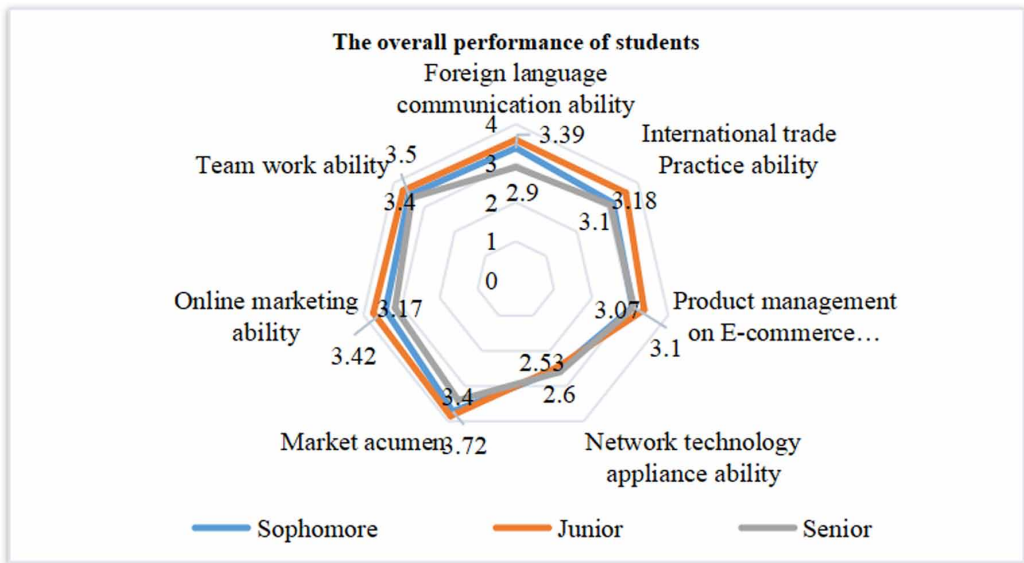 The overall performance of students
Foreign language
communication ability
4
3.39
International trade
Practice ability
Team work ability
3.5
3
2.9
3.4
3.18
2
3.1
1
0
Online marketing
ability
3.17
3.42
3.07
Product management
on E-commerce…
3.1
2.53
2.6
3.4
Market acumen
3.72
Network technology
appliance ability
Sophomore
Junior
Senior